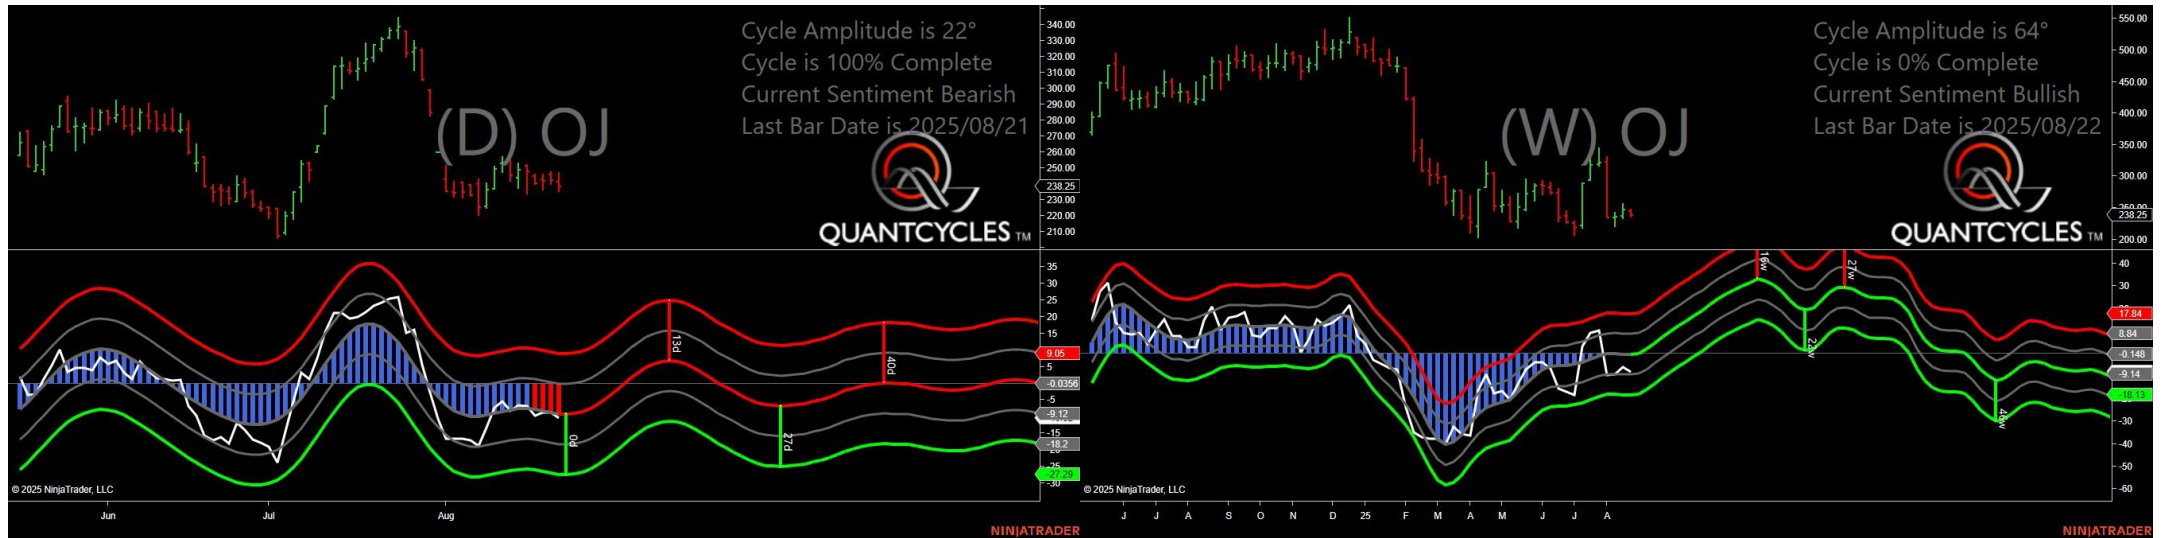 Cycle Amplitude is 22°
Cycle is 100% Complete
Current Sentiment Bearish
Last Bar Date is 2025/08/21
(D) OJ
QUANTCYCLES TM
340.00
330.00
320.00
310.00
300.00
290.00
280.00
270.00
260.00
250.00
238.25
230.00
220.00
210.00
35
30
25
20
15
9.05
5
-0.0356
-5
-9.12
-15
-18.2
-25
-27.29
-30
0d
13d
27d
40d
© 2025 NinjaTrader, LLC
Jun
Jul
Aug
NINJATRADER
Cycle Amplitude is 64°
Cycle is 0% Complete
Current Sentiment Bullish
Last Bar Date is 2025/08/22
(W) OJ
QUANTCYCLES TM
550.00
500.00
450.00
400.00
350.00
300.00
250.00
238.25
200.00
40
30
17.84
8.84
-0.148
-9.14
-18.13
-30
-40
-50
-60
16w
22w
27w
© 2025 NinjaTrader, LLC
J
J
A
S
O
N
D
25
F
M
A
M
J
J
A
NINJATRADER